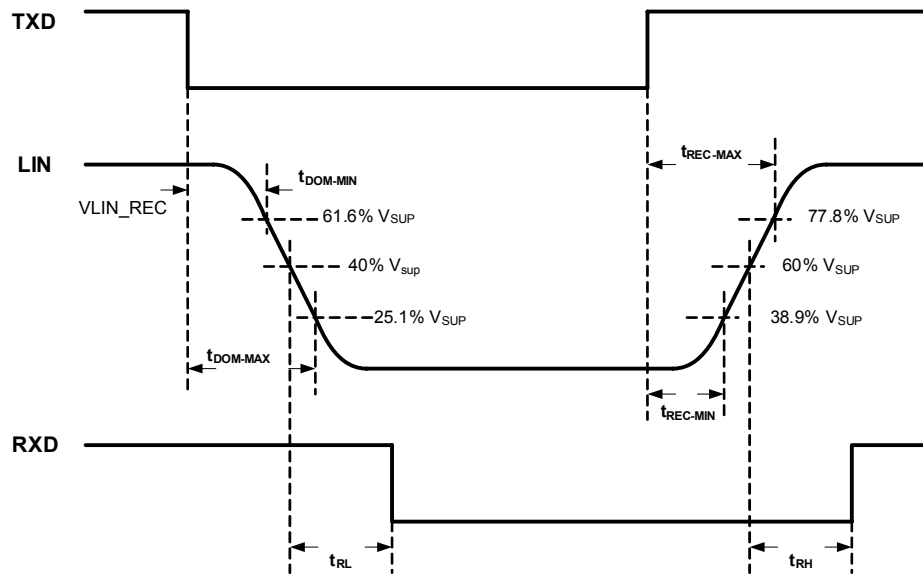 TXD
LIN
t_REC-MAX
t_DOM-MIN
VLIN_REC
61.6% V_SUP
77.8% V_SUP
40% V_sup
60% V_SUP
25.1% V_SUP
38.9% V_SUP
t_DOM-MAX
t_REC-MIN
RXD
t_RL
t_RH